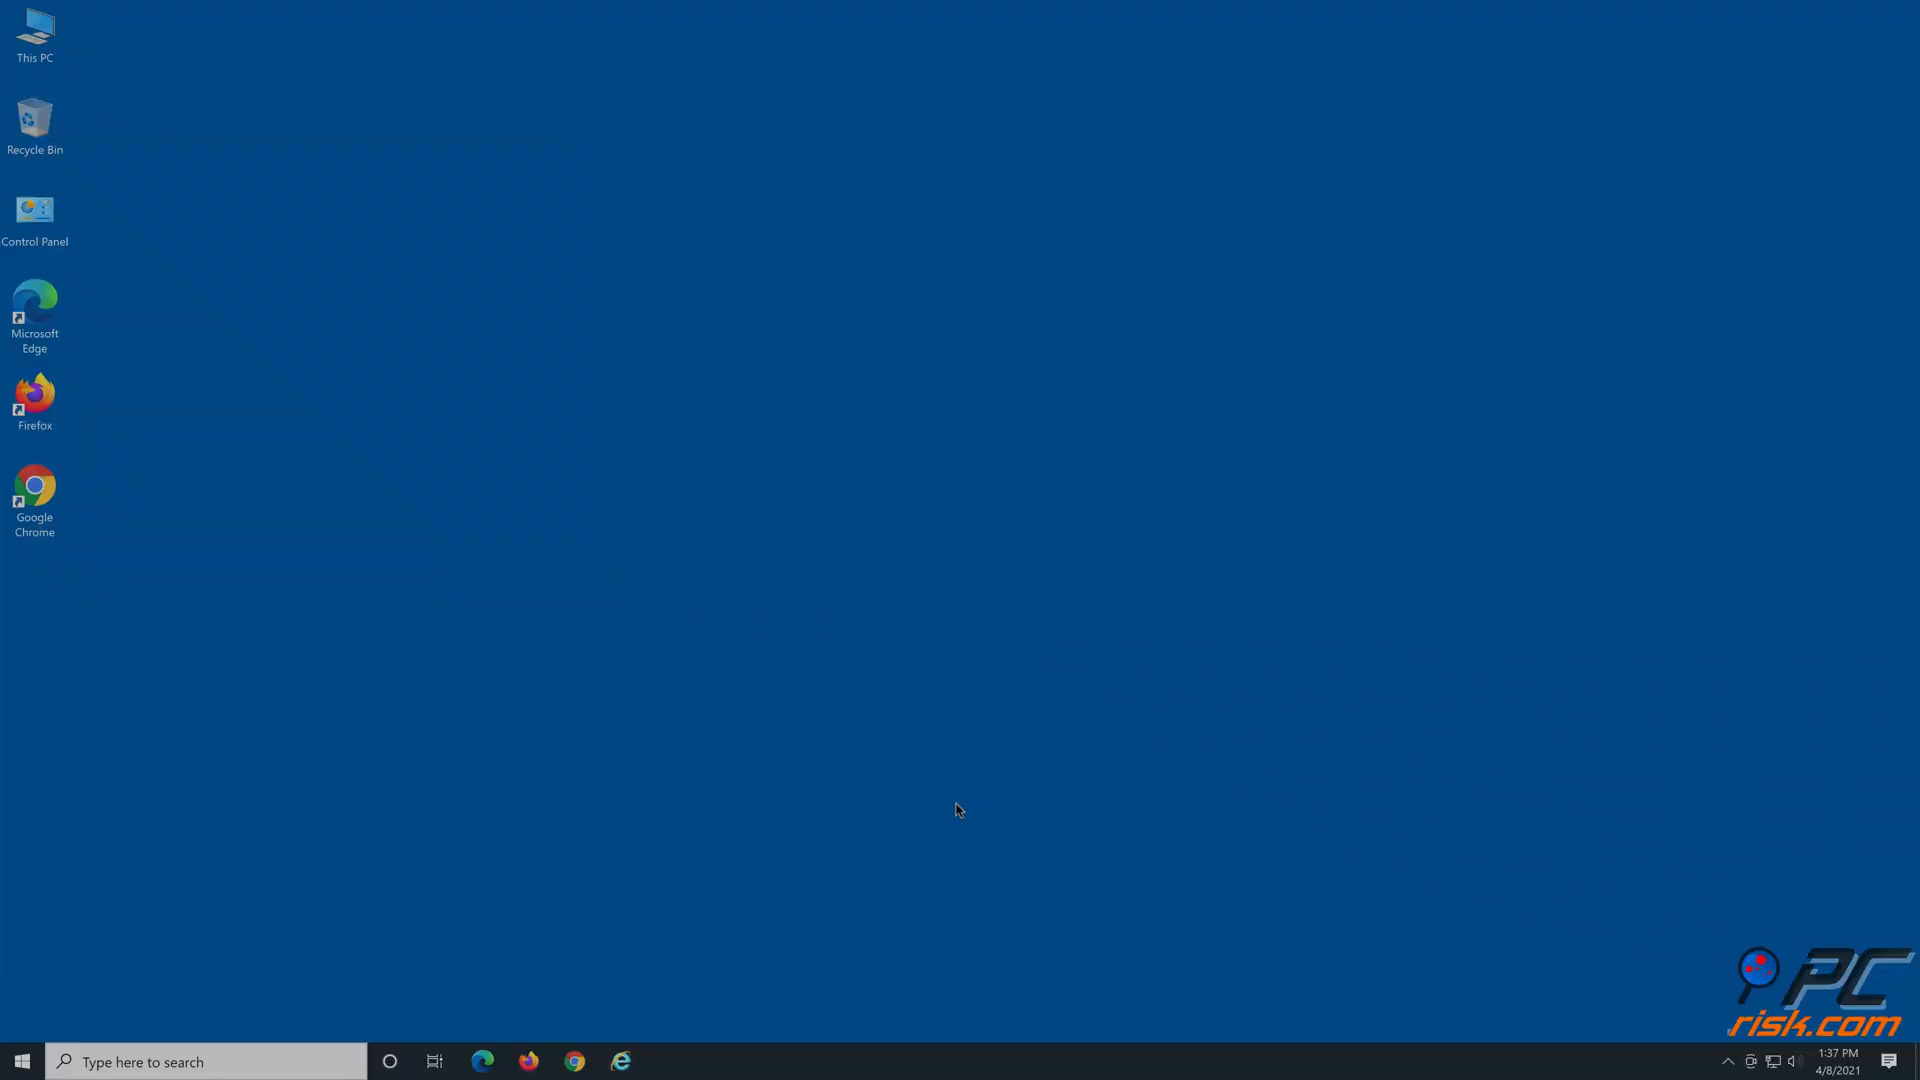 This PC
Recycle Bin
Control Panel
Microsoft
Edge
Firefox
Google
Chrome
PC
risk.com
Type here to search
1:37 PM
4/8/2021